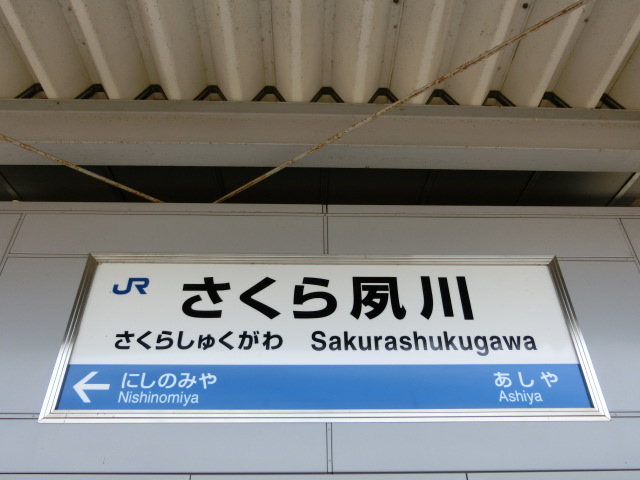 JR さくら夙川
さくらしゅくがわ Sakurashukugawa
← にしのみや あしや
Nishinomiya Ashiya